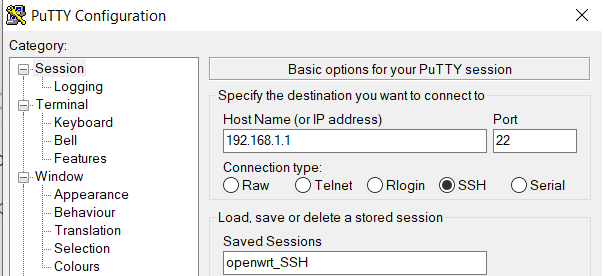 PuTTY Configuration
Category:
Session
Logging
Terminal
Keyboard
Bell
Features
Window
Appearance
Behaviour
Translation
Selection
Colours
Basic options for your PuTTY session
Specify the destination you want to connect to
Host Name (or IP address) Port
192.168.1.1 22
Connection type:
Raw Telnet Rlogin SSH Serial
Load, save or delete a stored session
Saved Sessions
openwrt_SSH